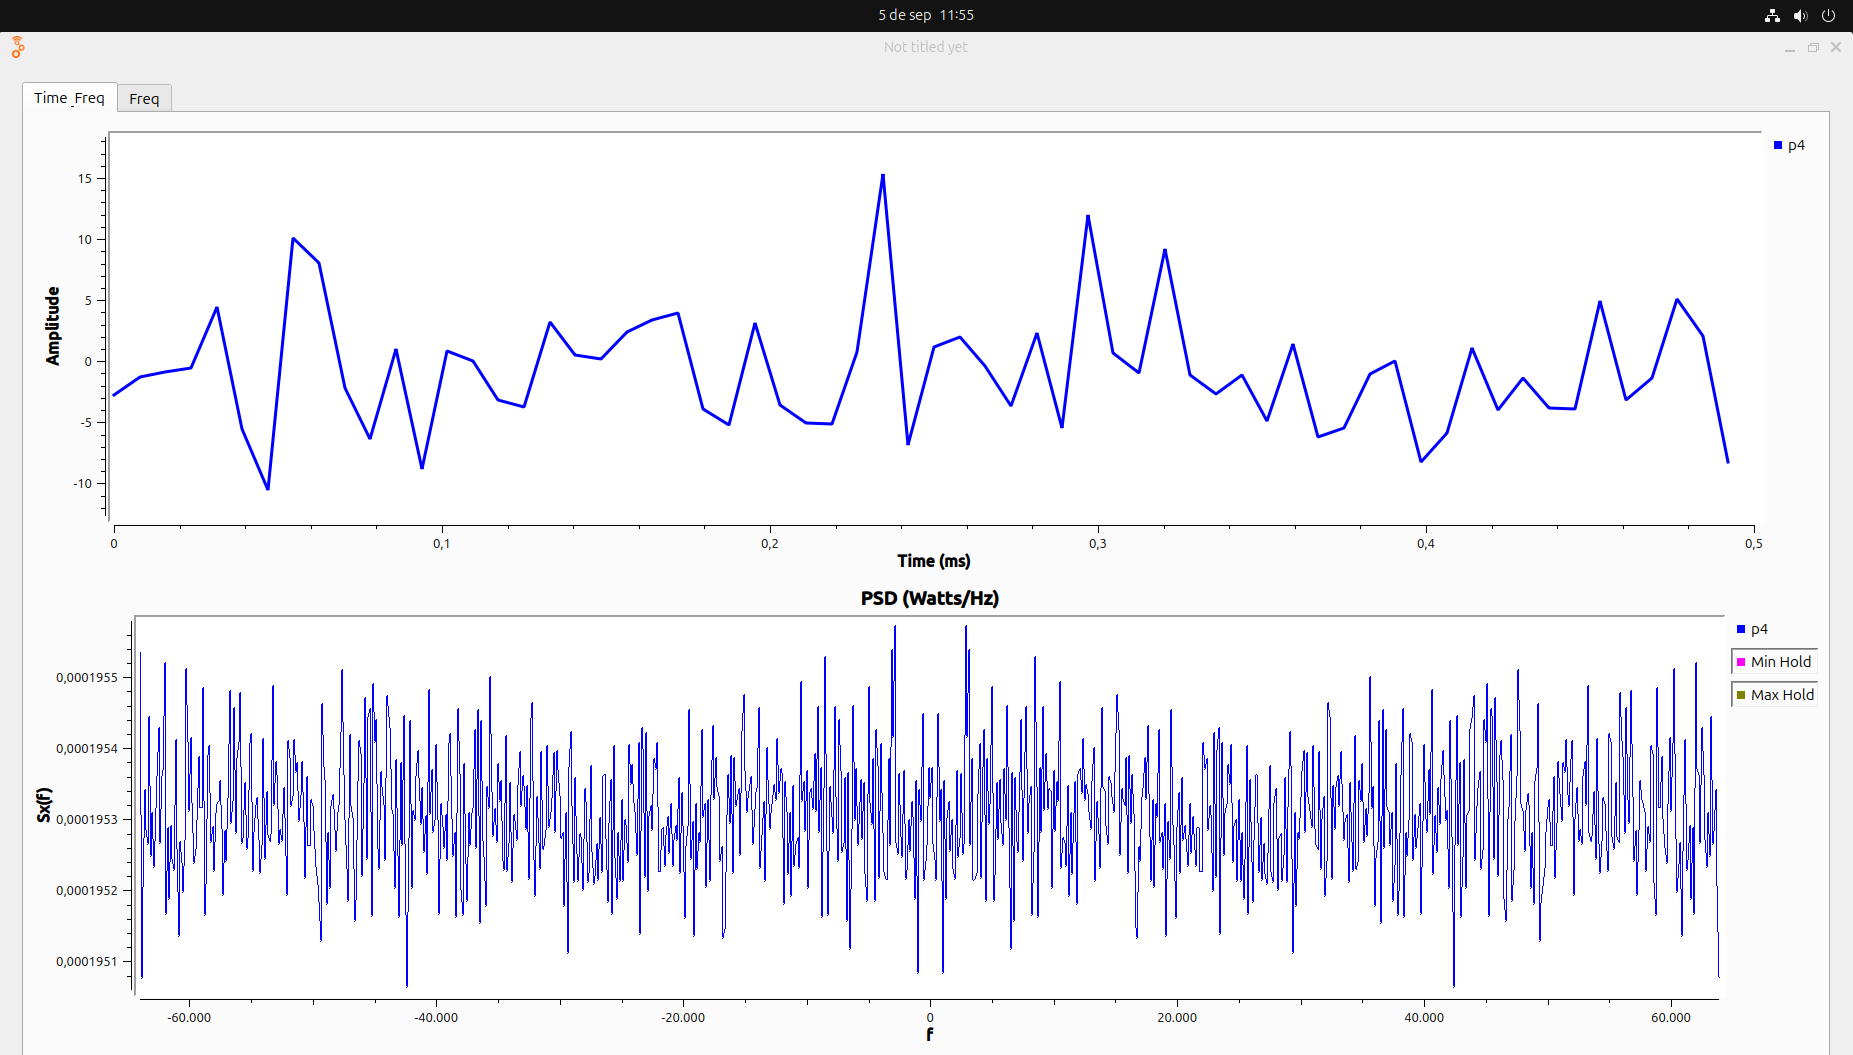 5 de sep 11:55
Not titled yet
Time_Freq
Freq
p4
15
10
5
0
-5
-10
Amplitude
0
0,1
0,2
0,3
0,4
0,5
Time (ms)
PSD (Watts/Hz)
p4
Min Hold
Max Hold
0,0001955
0,0001954
0,0001953
0,0001952
0,0001951
Sx(f)
-60.000
-40.000
-20.000
0
20.000
40.000
60.000
f